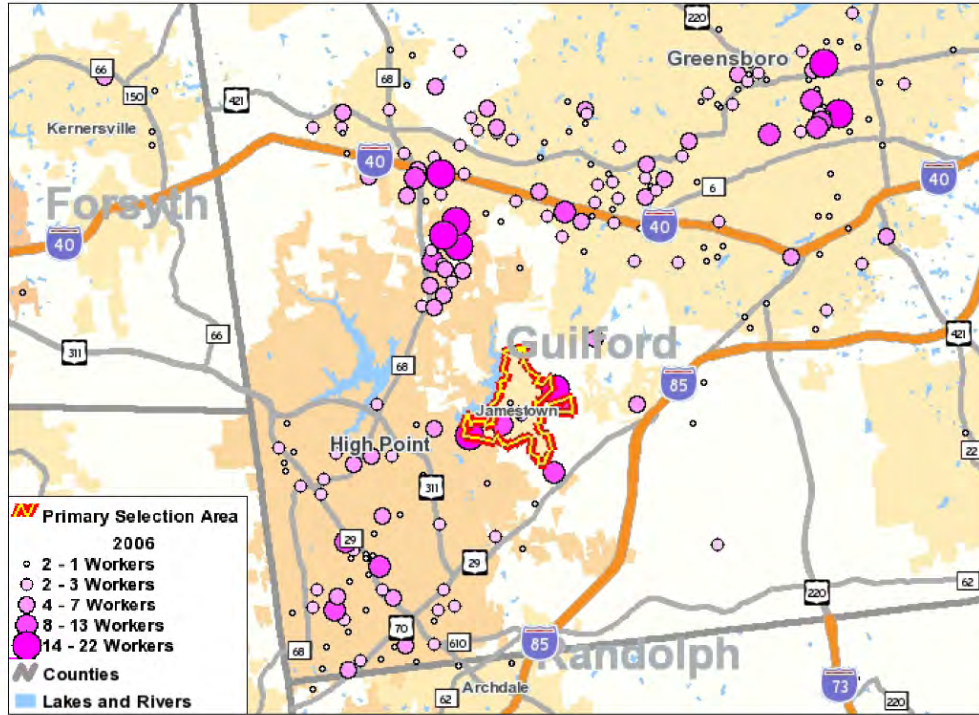 220
Greensboro
66
68
150
421
Kernersville
40
6
40
Forsyth
40
40
66
311
68
Guilford
421
85
Jamestown
High Point
22
311
Primary Selection Area
2006
2 - 1 Workers
2 - 3 Workers
4 - 7 Workers
8 - 13 Workers
14 - 22 Workers
Counties
Lakes and Rivers
29
29
62
220
70
610
68
85
Randolph
Archdale
62
73
220